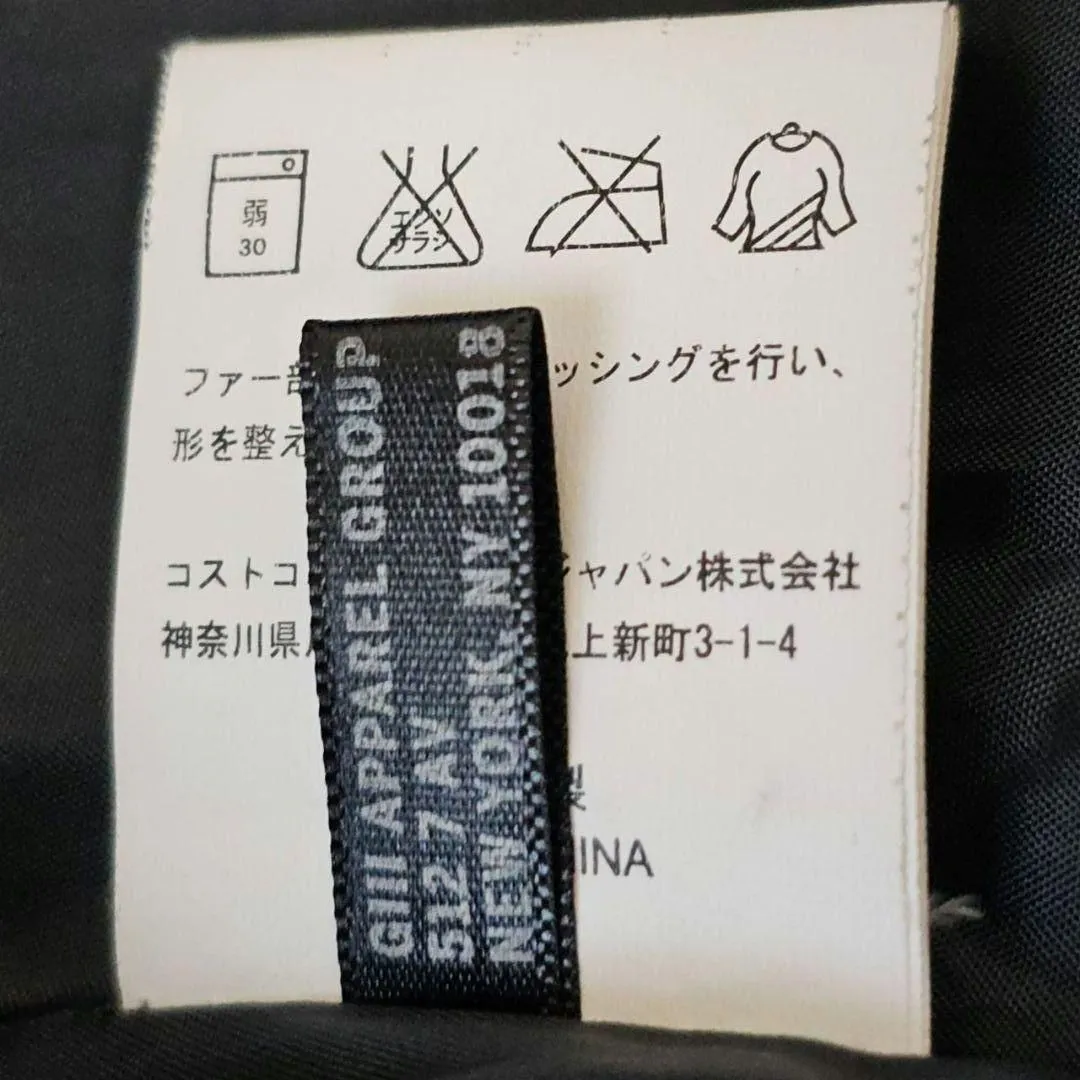 弱
30
エンソ
サラシ
ファー部 ッシングを行い、
形を整え
コストコ ジャパン株式会社
神奈川県 上新町3-1-4
製
INA
GIII APPAREL GROUP
512 7 AV
NEW YORK, NY 10018